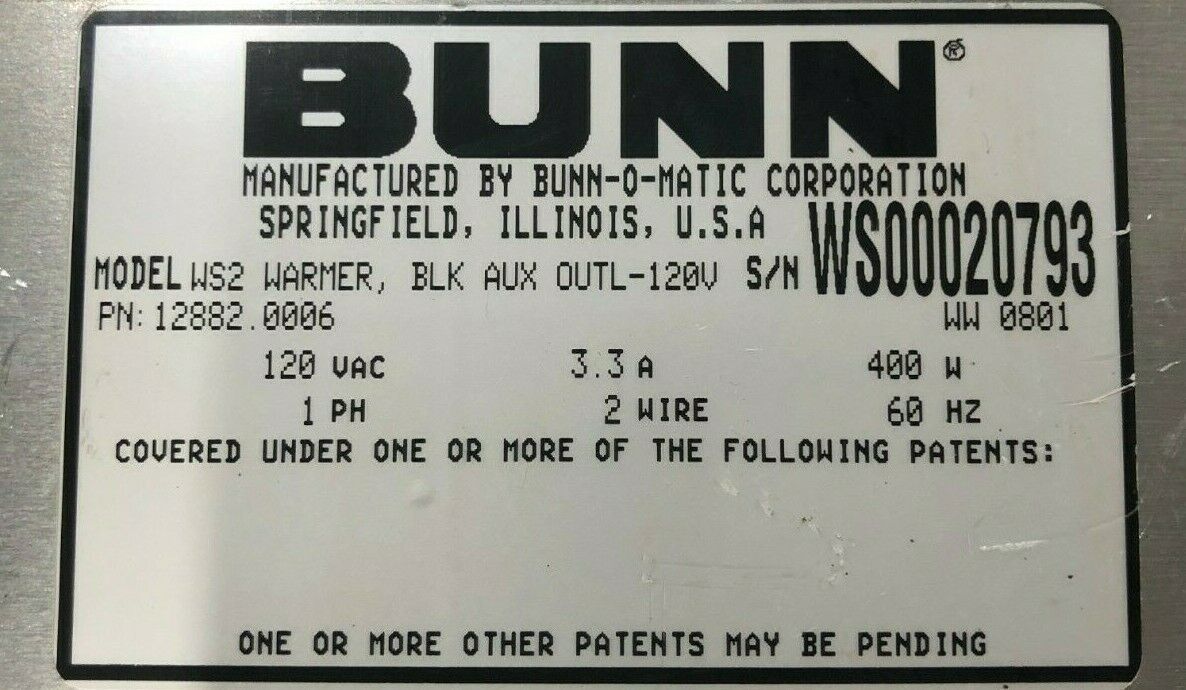 BUNN®
MANUFACTURED BY BUNN-O-MATIC CORPORATION
SPRINGFIELD, ILLINOIS, U.S.A
MODEL WS2 WARMER, BLK AUX OUTL-120V S/N WS00020793
PN: 12882.0006 WW 0801
120 VAC 3.3 A 400 W
1 PH 2 WIRE 60 HZ
COVERED UNDER ONE OR MORE OF THE FOLLOWING PATENTS:
ONE OR MORE OTHER PATENTS MAY BE PENDING